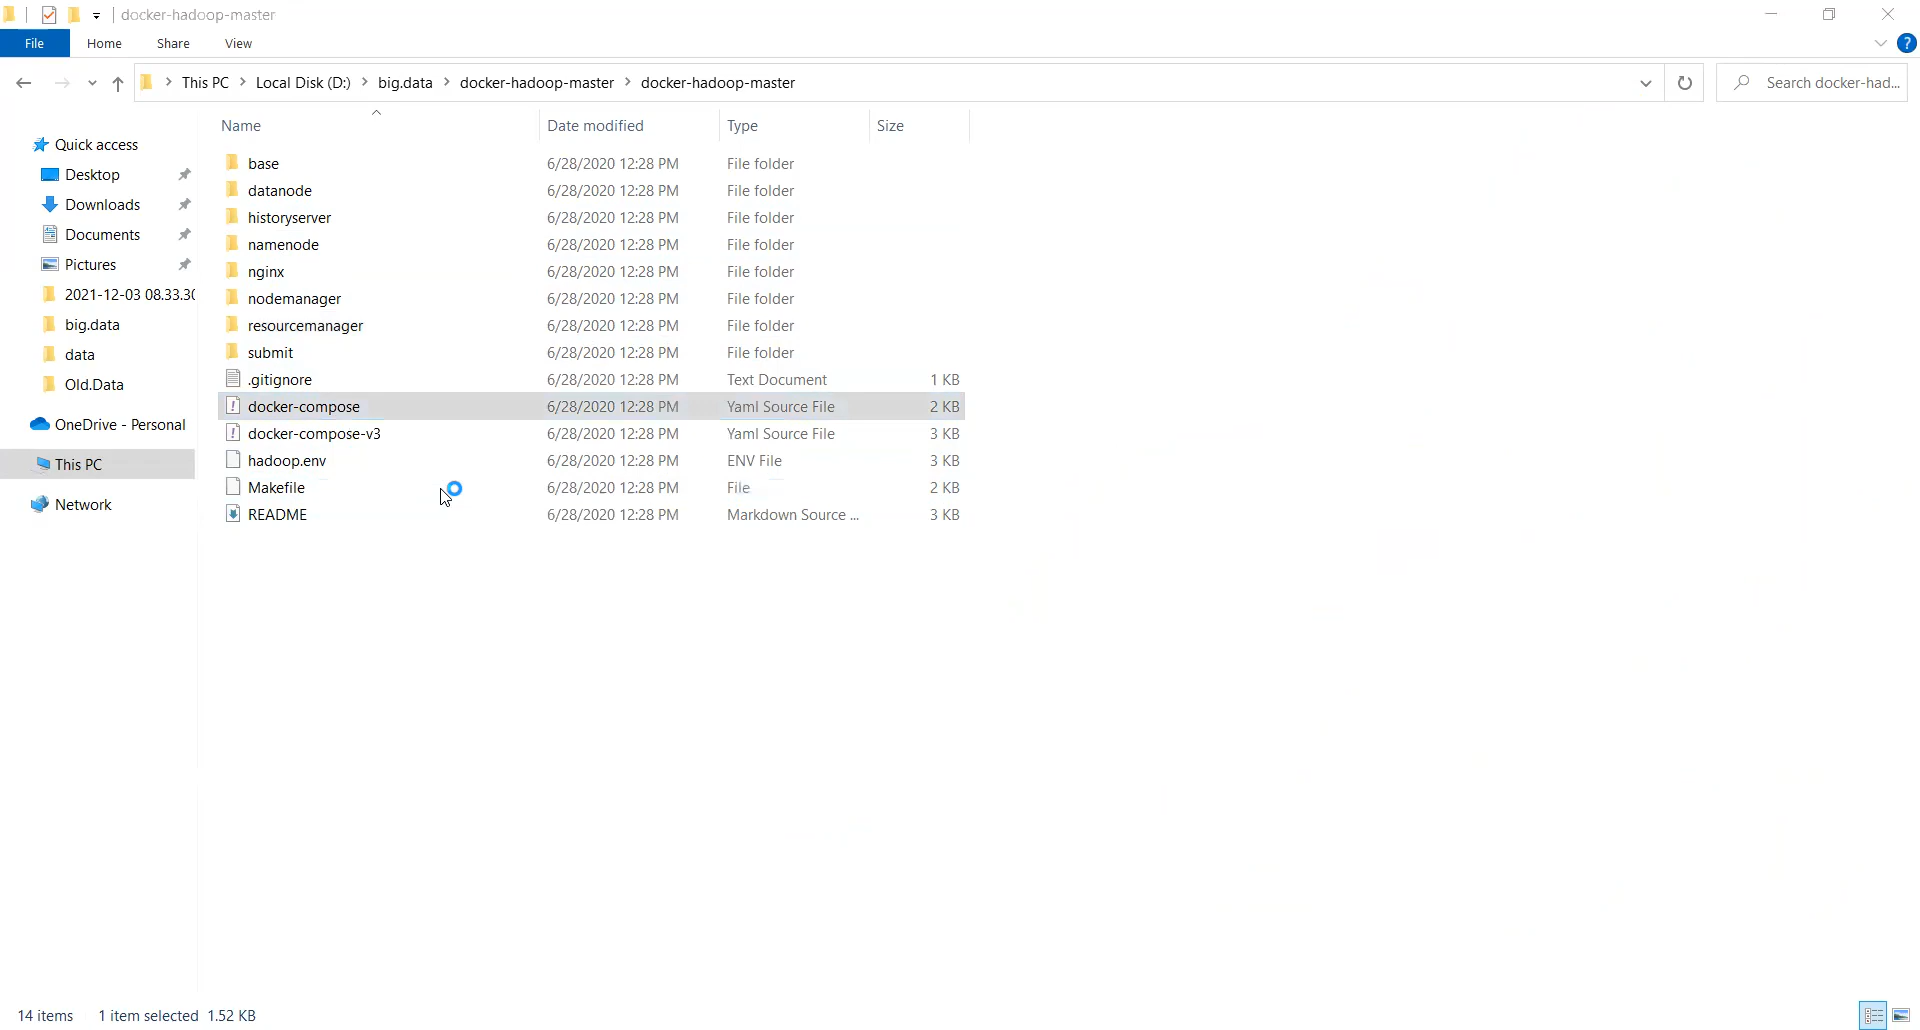 docker-hadoop-master
File Home Share View
?
This PC Local Disk (D:) big.data docker-hadoop-master docker-hadoop-master
Search docker-had...
Name Date modified Type Size
Quick access
Desktop
Downloads
Documents
Pictures
2021-12-03 08.33.30
big.data
data
Old.Data
OneDrive - Personal
This PC
Network
base 6/28/2020 12:28 PM File folder
datanode 6/28/2020 12:28 PM File folder
historyserver 6/28/2020 12:28 PM File folder
namenode 6/28/2020 12:28 PM File folder
nginx 6/28/2020 12:28 PM File folder
nodemanager 6/28/2020 12:28 PM File folder
resourcemanager 6/28/2020 12:28 PM File folder
submit 6/28/2020 12:28 PM File folder
.gitignore 6/28/2020 12:28 PM Text Document 1 KB
docker-compose 6/28/2020 12:28 PM Yaml Source File 2 KB
docker-compose-v3 6/28/2020 12:28 PM Yaml Source File 3 KB
hadoop.env 6/28/2020 12:28 PM ENV File 3 KB
Makefile 6/28/2020 12:28 PM File 2 KB
README 6/28/2020 12:28 PM Markdown Source ... 3 KB
14 items 1 item selected 1.52 KB